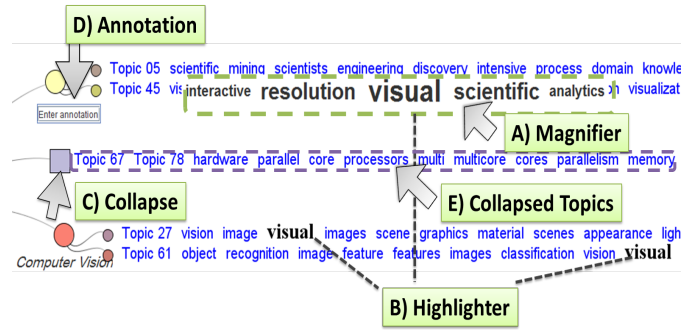 D) Annotation
Topic 05 scientific mining scientists engineering discovery intensive process domain knowle
Topic 45 vis interactive resolution visual scientific analytics n visualizat
Enter annotation
A) Magnifier
Topic 67 Topic 78 hardware parallel core processors multi multicore cores parallelism memory
C) Collapse
E) Collapsed Topics
Topic 27 vision image visual images scene graphics material scenes appearance ligh
Topic 61 object recognition image feature features images classification vision visual
Computer Vision
B) Highlighter